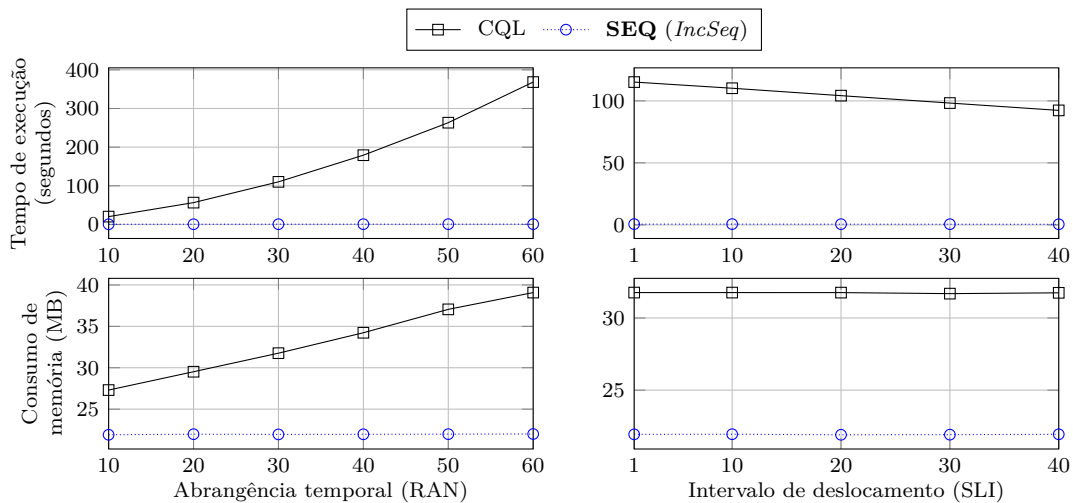 CQL SEQ (IncSeq)
Tempo de execução
(segundos)
400
300
200
100
0
10 20 30 40 50 60
100
50
0
1 10 20 30 40
Consumo de
memória (MB)
40
35
30
25
10 20 30 40 50 60
Abrangência temporal (RAN)
30
25
1 10 20 30 40
Intervalo de deslocamento (SLI)